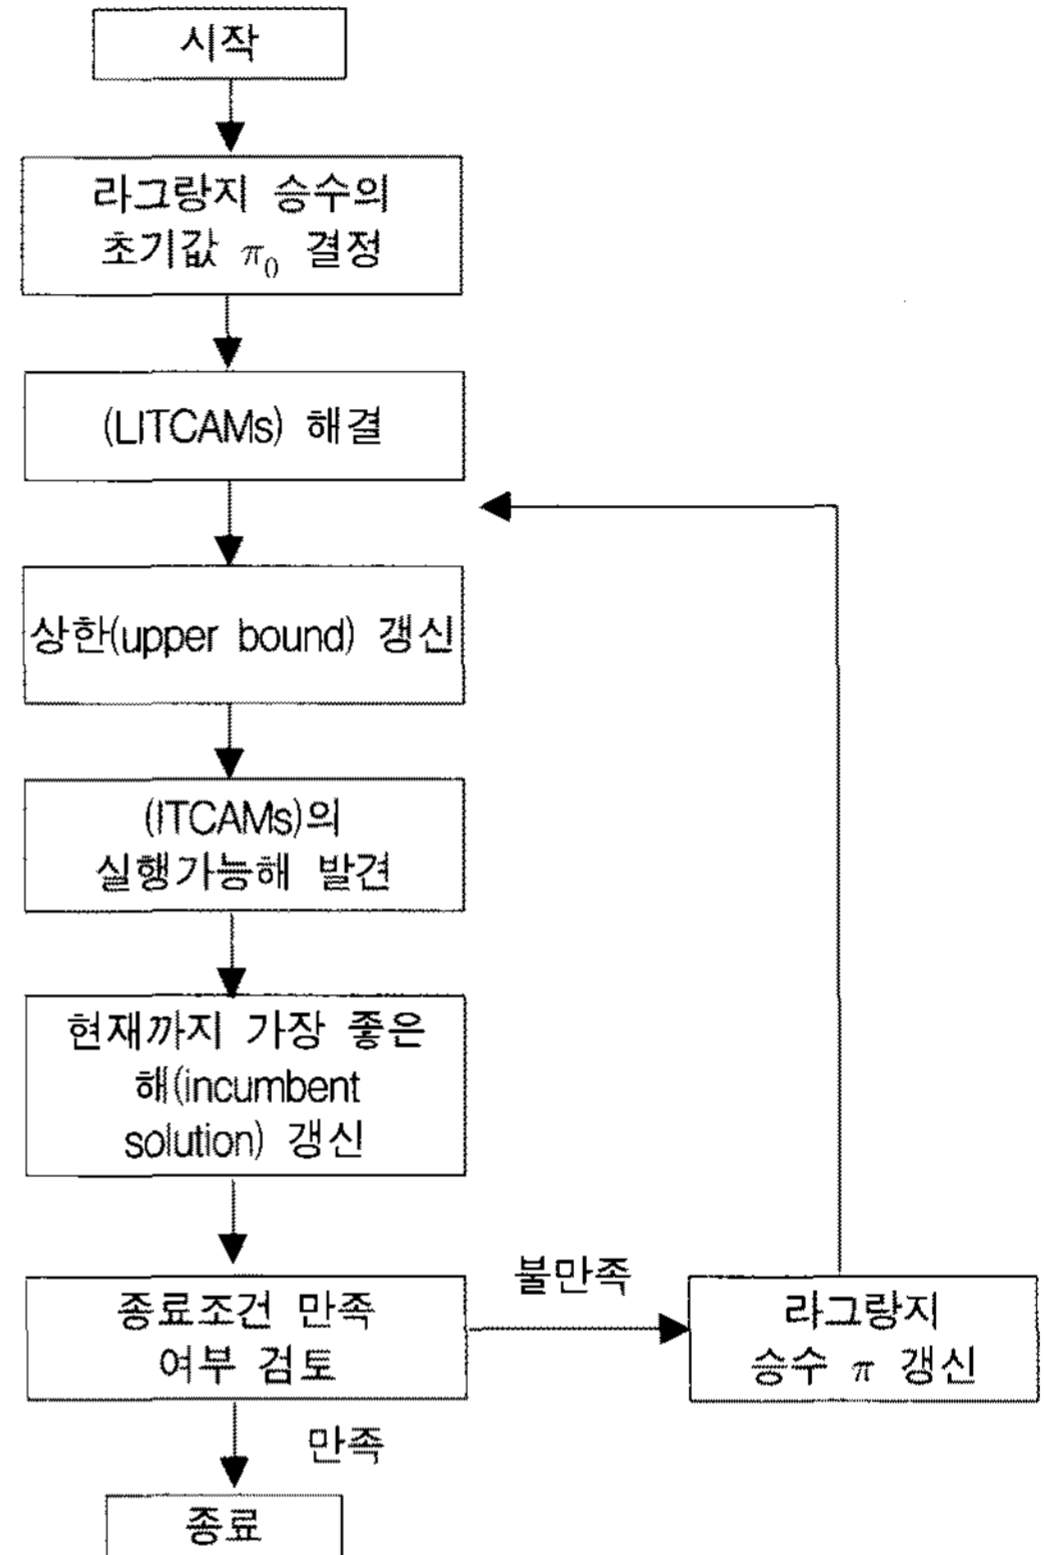 시작
라그랑지 승수의
초기값 π₀ 결정
(LITCAMs) 해결
상한(upper bound) 갱신
(ITCAMs)의
실행가능해 발견
현재까지 가장 좋은
해(incumbent
solution) 갱신
종료조건 만족
여부 검토
불만족
라그랑지
승수 π 갱신
만족
종료